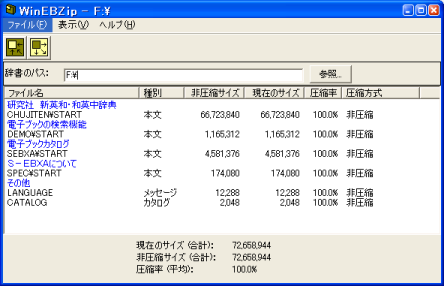 WinEBZip - F:¥
ファイル(F) 表示(V) ヘルプ(H)
辞書のパス: F:¥ 参照...
ファイル名 種別 非圧縮サイズ 現在のサイズ 圧縮率 圧縮方式
研究社 新英和・和英中辞典
CHUJITEN¥START 本文 66,723,840 66,723,840 100.0% 非圧縮
電子ブックの検索機能
DEMO¥START 本文 1,165,312 1,165,312 100.0% 非圧縮
電子ブックカタログ
SEBXA¥START 本文 4,581,376 4,581,376 100.0% 非圧縮
S-EBXAについて
SPEC¥START 本文 174,080 174,080 100.0% 非圧縮
その他
LANGUAGE メッセージ 12,288 12,288 100.0% 非圧縮
CATALOG カタログ 2,048 2,048 100.0% 非圧縮
現在のサイズ (合計): 72,658,944
非圧縮サイズ (合計): 72,658,944
圧縮率 (平均): 100.0%